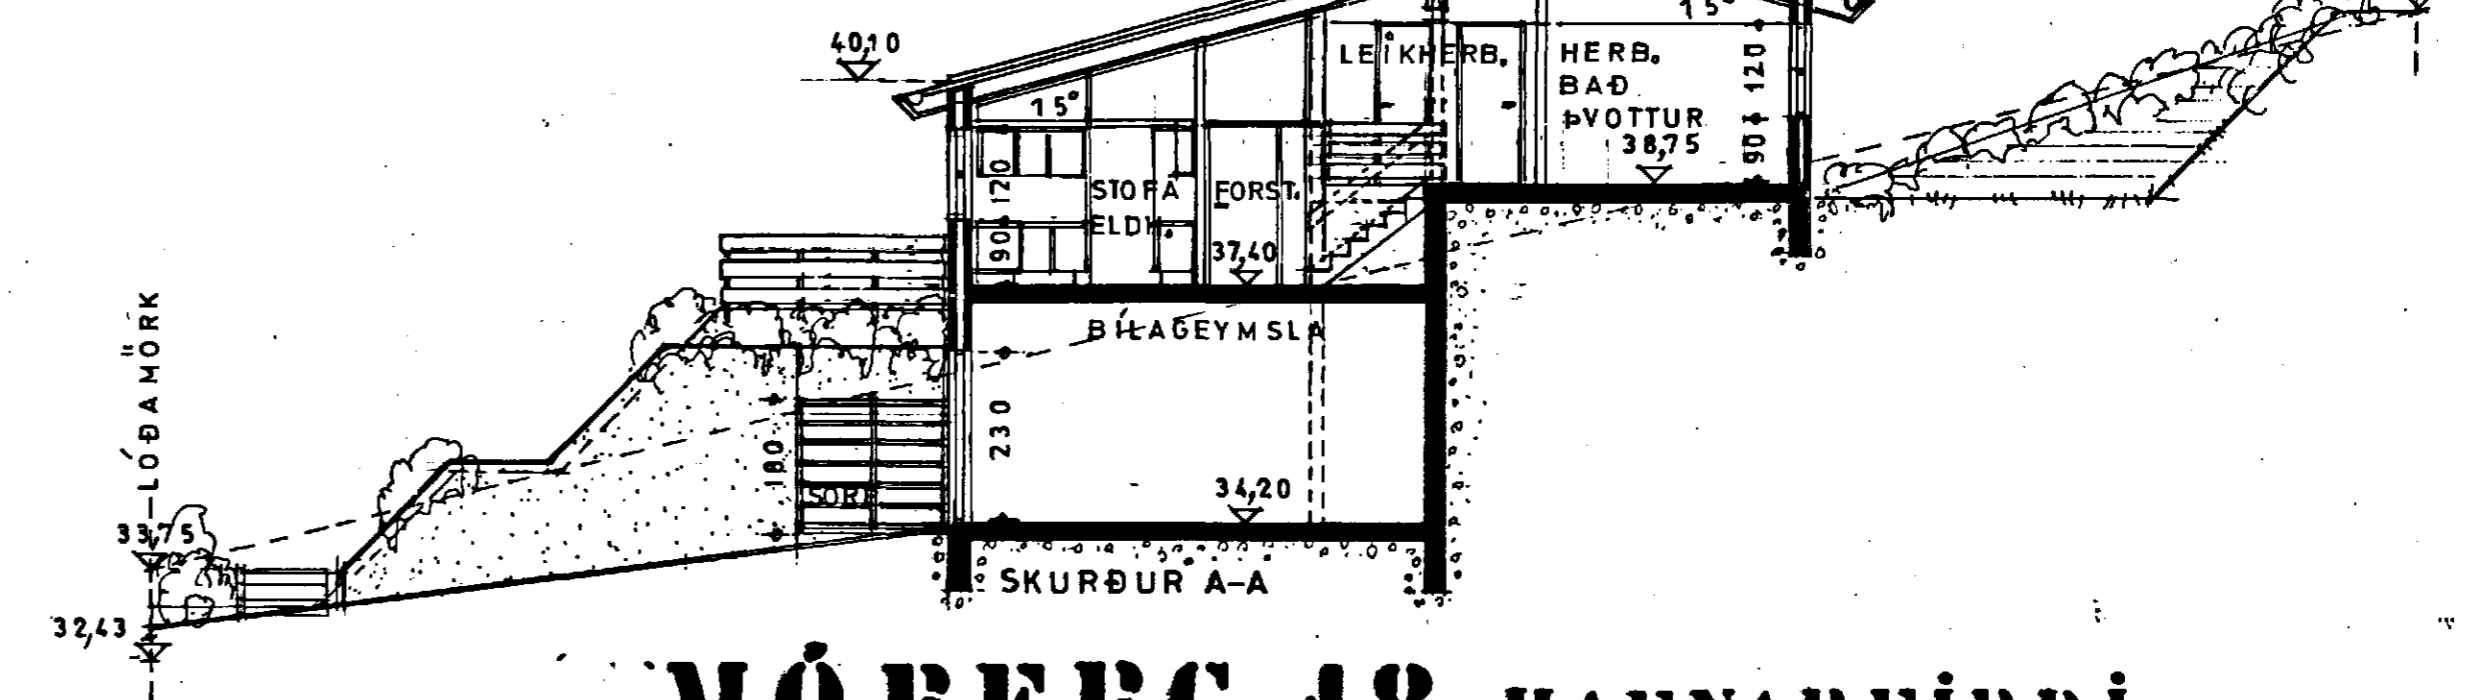 15°
40,10
LEIKHERB.
HERB.
BAÐ
ÞVOTTUR
38,75
120
90
15°
120
90
STOFA
ELDH.
FORST.
37,40
BÍLAGEYMSLA
LÓÐAMÖRK
230
180
SORP
34,20
33,75
32,43
SKURÐUR A-A